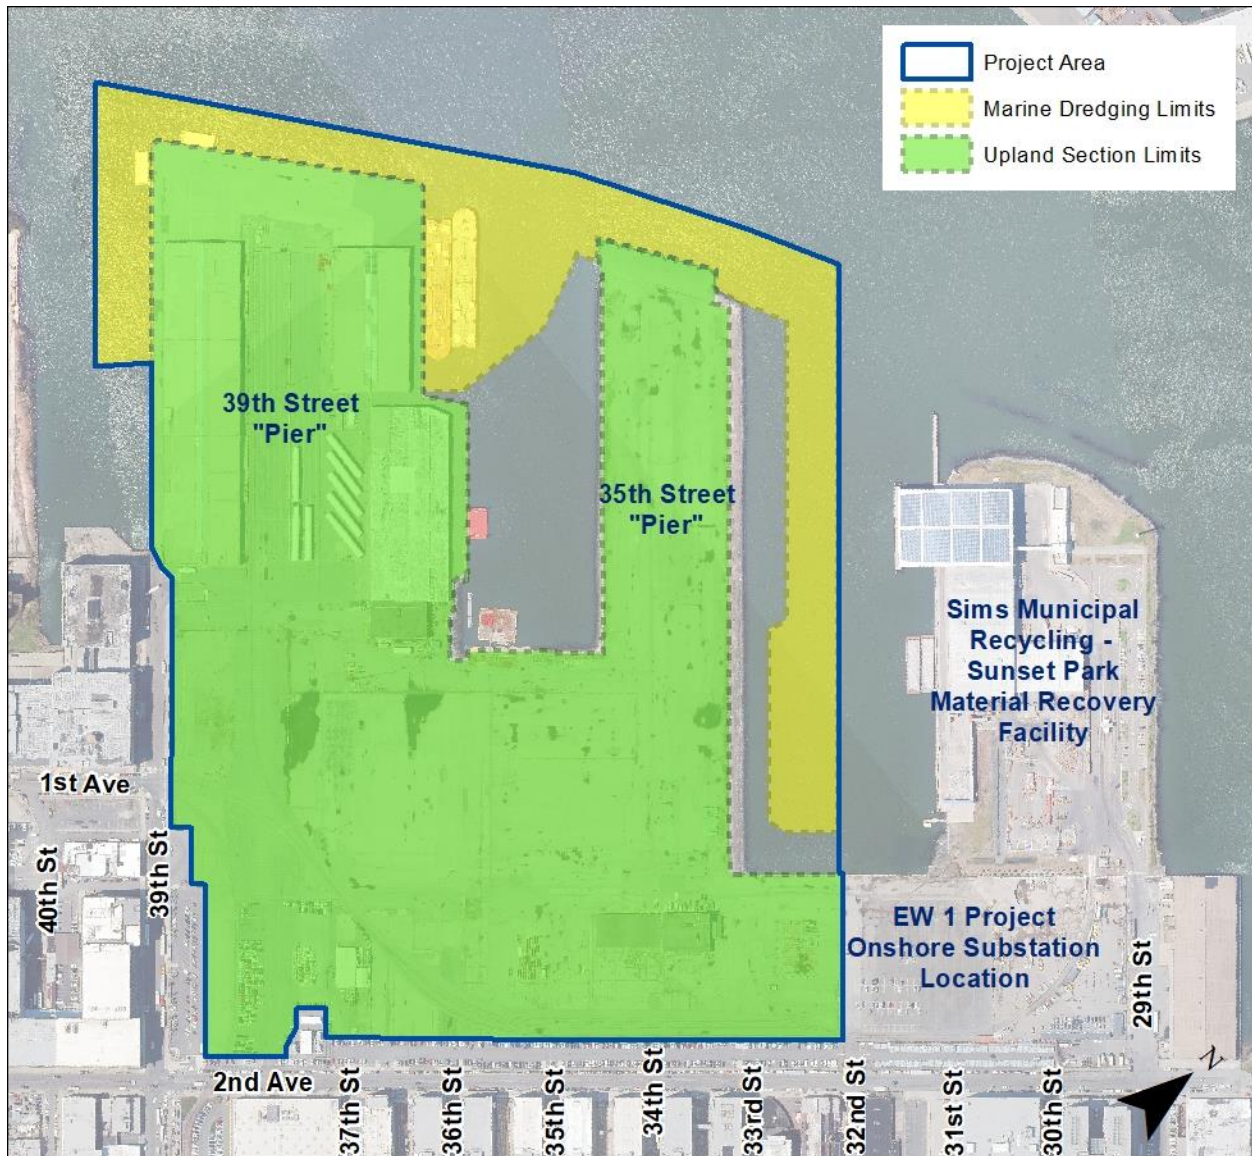 Project Area
Marine Dredging Limits
Upland Section Limits
39th Street
"Pier"
35th Street
"Pier"
Sims Municipal
Recycling -
Sunset Park
Material Recovery
Facility
1st Ave
40th St
39th St
EW 1 Project
Onshore Substation
Location
29th St
2nd Ave
37th St
36th St
35th St
34th St
33rd St
32nd St
31st St
30th St
N